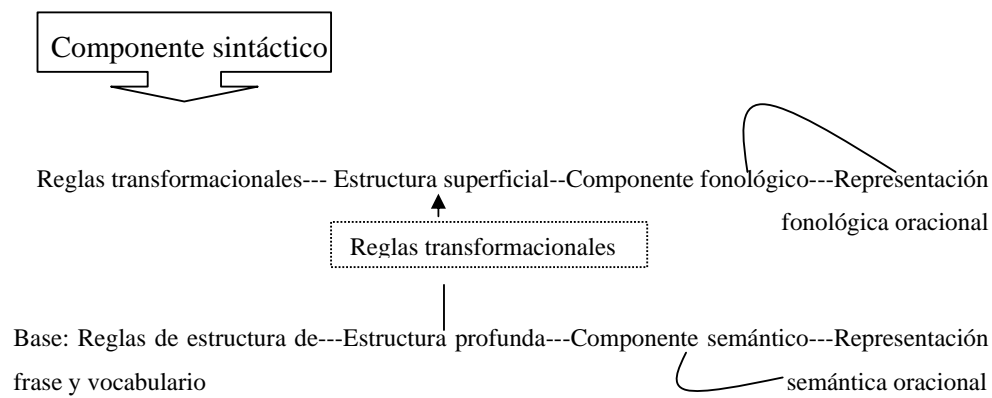 Componente sintáctico
Reglas transformacionales--- Estructura superficial--Componente fonológico---Representación
fonológica oracional
Reglas transformacionales
Base: Reglas de estructura de---Estructura profunda---Componente semántico---Representación
frase y vocabulario semántica oracional